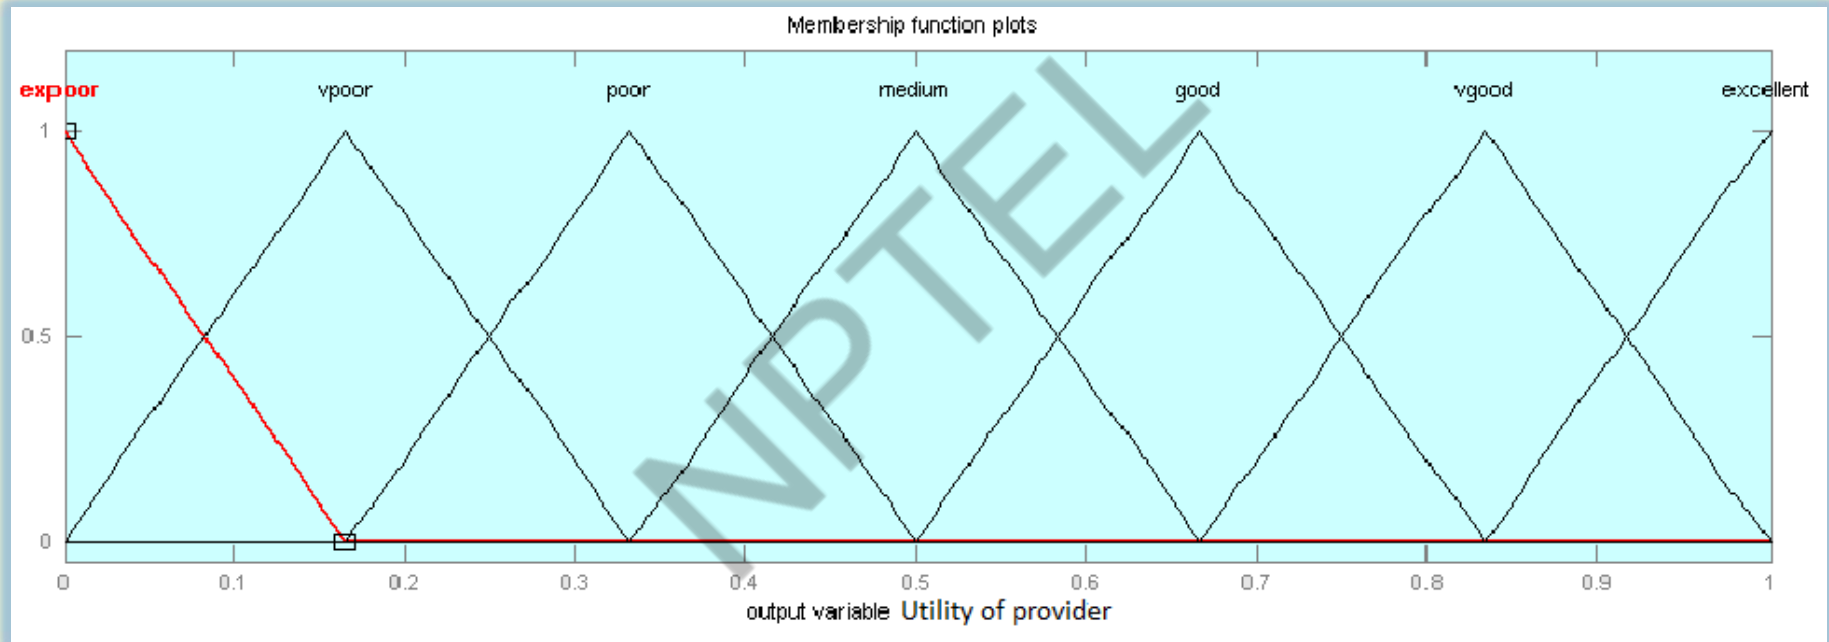 Membership function plots
expoor vpoor poor medium good vgood excellent
1
0.5
0
0 0.1 0.2 0.3 0.4 0.5 0.6 0.7 0.8 0.9 1
output variable Utility of provider
NPTEL